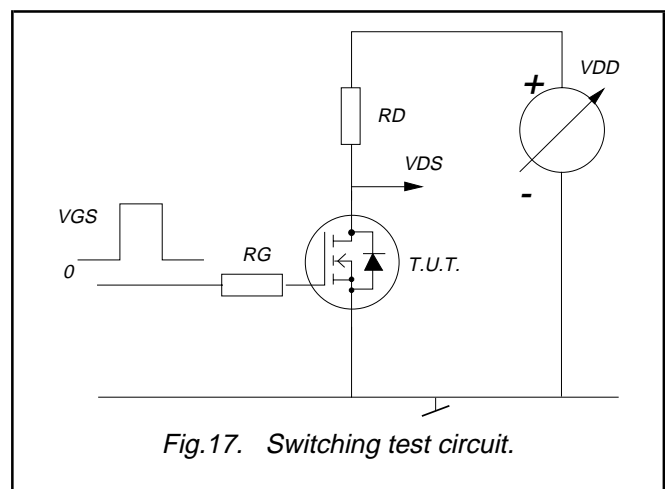 +
VDD
RD
VDS
-
VGS
RG
0
T.U.T.
Fig.17. Switching test circuit.